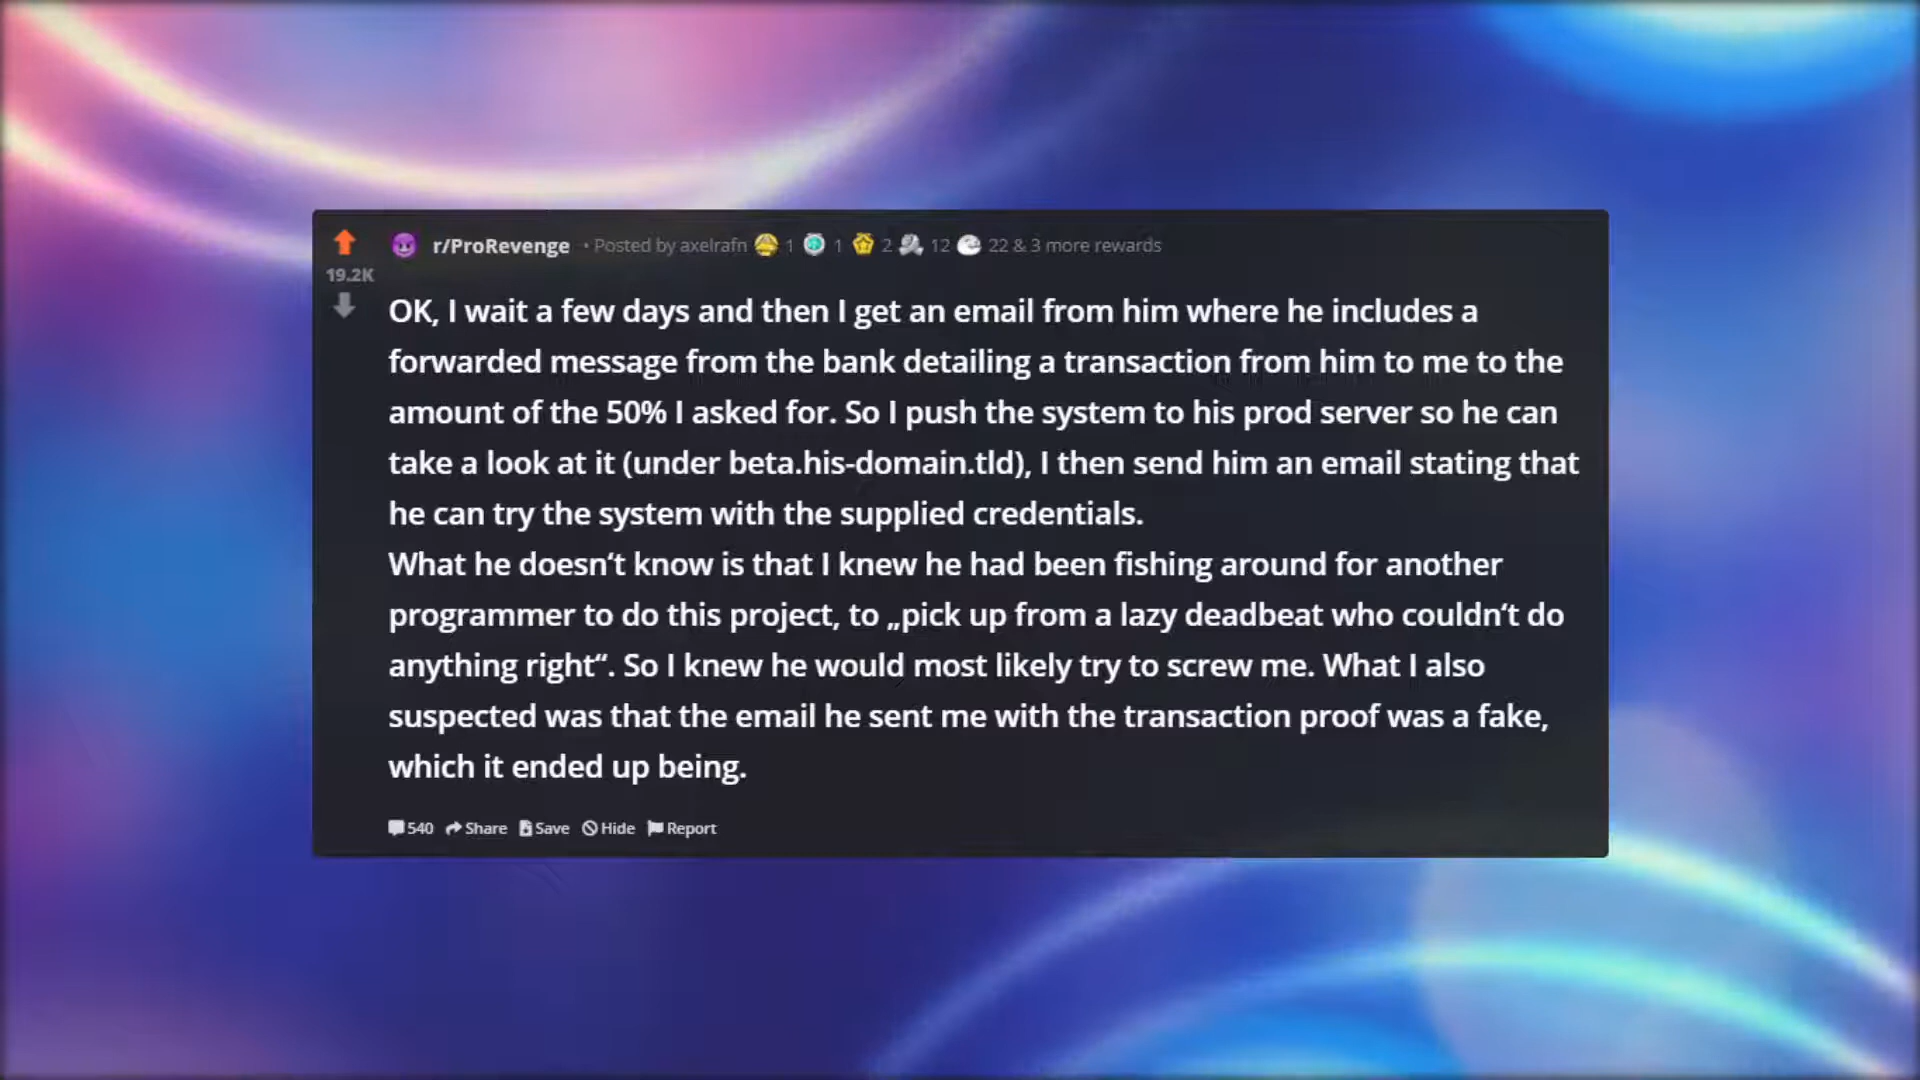 r/ProRevenge • Posted by axelrafn 1 1 2 12 22 & 3 more rewards
19.2K
OK, I wait a few days and then I get an email from him where he includes a
forwarded message from the bank detailing a transaction from him to me to the
amount of the 50% I asked for. So I push the system to his prod server so he can
take a look at it (under beta.his-domain.tld), I then send him an email stating that
he can try the system with the supplied credentials.
What he doesn‘t know is that I knew he had been fishing around for another
programmer to do this project, to „pick up from a lazy deadbeat who couldn‘t do
anything right“. So I knew he would most likely try to screw me. What I also
suspected was that the email he sent me with the transaction proof was a fake,
which it ended up being.
540 Share Save Hide Report